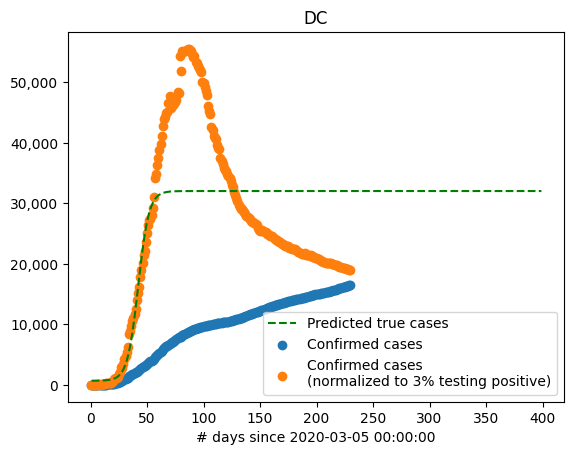 DC
50,000
40,000
30,000
20,000
10,000
0
Predicted true cases
Confirmed cases
Confirmed cases
(normalized to 3% testing positive)
0 50 100 150 200 250 300 350 400
# days since 2020-03-05 00:00:00